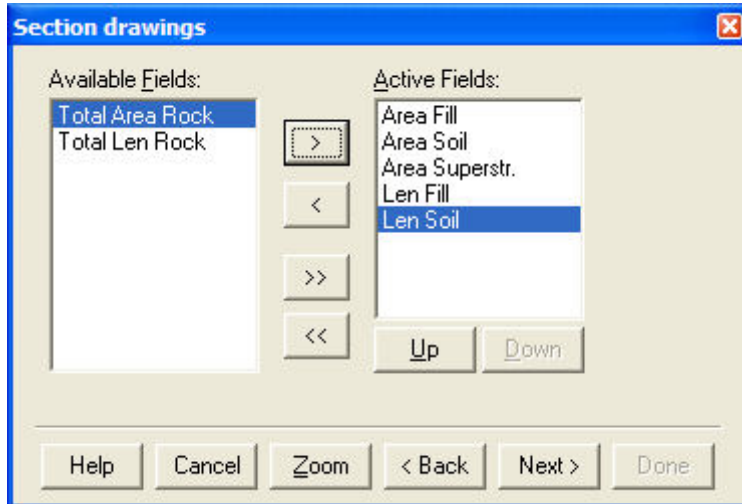 Section drawings
Available Fields:
Total Area Rock
Total Len Rock
>
<
>>
<<
Active Fields:
Area Fill
Area Soil
Area Superstr.
Len Fill
Len Soil
Up Down
Help Cancel Zoom < Back Next > Done